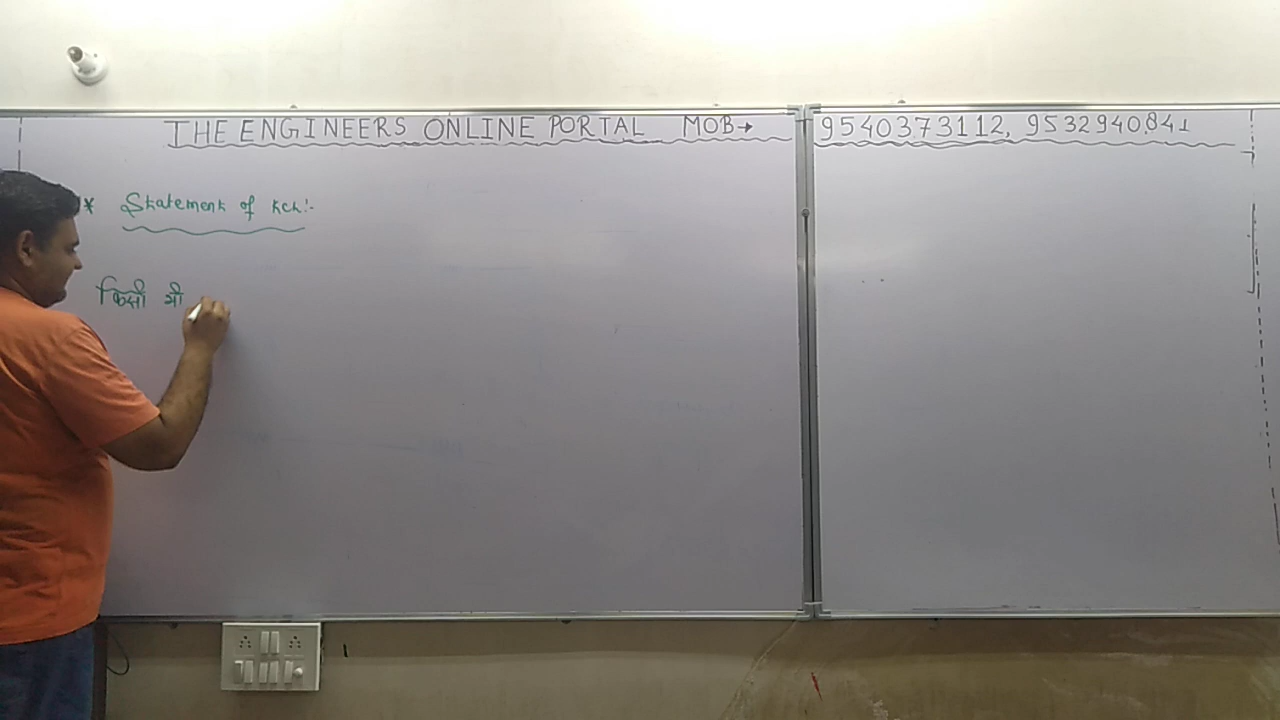 THE ENGINEERS ONLINE PORTAL MOB→ 9540373112, 9532940841
* Statement of KCL:-
किसी भी